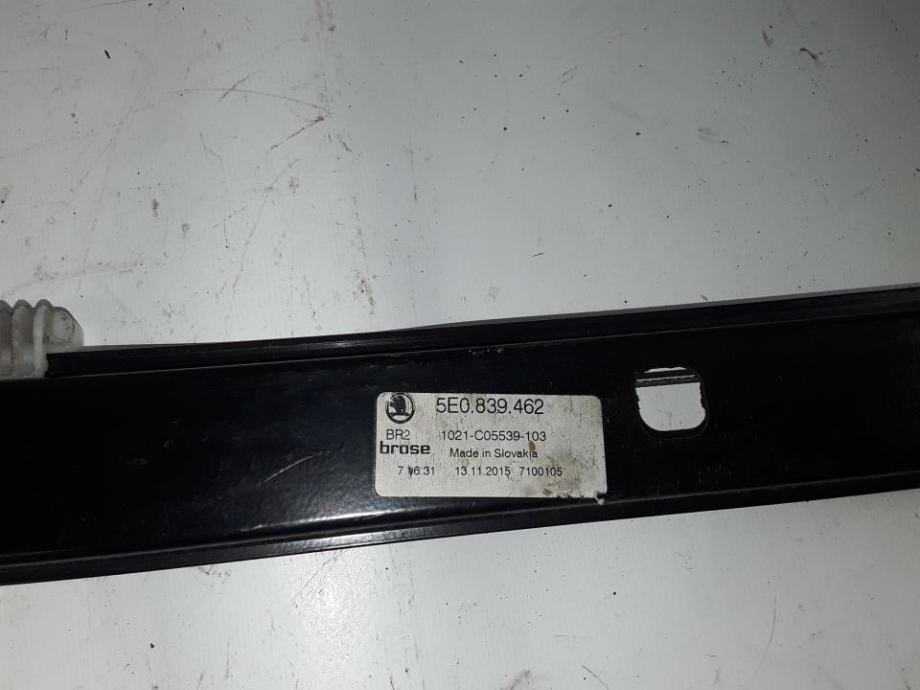 5E0.839.462
BR2 1021-C05539-103
brose Made in Slovakia
13.11.2015 7100105